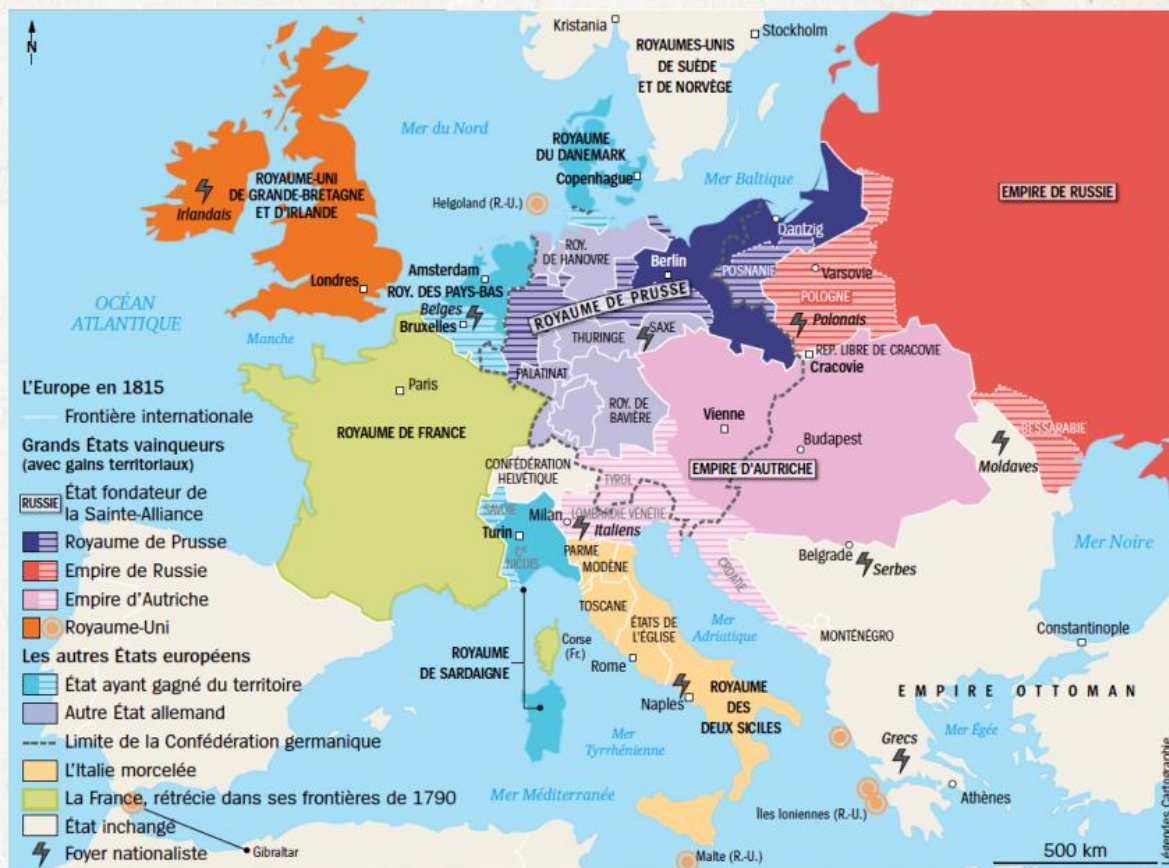 N
Kristania
Stockholm
ROYAUMES-UNIS
DE SUÈDE
ET DE NORVÈGE
Mer du Nord
ROYAUME
DU DANEMARK
Copenhague
Mer Baltique
EMPIRE DE RUSSIE
ROYAUME-UNI
DE GRANDE-BRETAGNE
ET D'IRLANDE
Irlandais
Londres
Helgoland (R.-U.)
Dantzig
ROY.
DE HANOVRE
Berlin
POSNANIE
Varsovie
Amsterdam
ROY. DES PAYS-BAS
Belges
Bruxelles
ROYAUME DE PRUSSE
POLOGNE
Polonais
OCÉAN
ATLANTIQUE
Manche
THURINGE
SAXE
RÉP. LIBRE DE CRACOVIE
Cracovie
PALATINAT
Paris
ROY. DE
BAVIÈRE
Vienne
Budapest
ROYAUME DE FRANCE
BESSARABIE
Moldaves
CONFÉDÉRATION
HELVÉTIQUE
TYROL
EMPIRE D'AUTRICHE
SAVOIE
Milan
LOMBARDIE VÉNÉTIE
Italiens
Turin
Cté
NIÇOIS
PARME
MODÈNE
CROATIE
Belgrade
Serbes
Mer Noire
TOSCANE
ÉTATS DE
L'ÉGLISE
Mer
Adriatique
MONTÉNÉGRO
Constantinople
Corse
(Fr.)
Rome
ROYAUME
DE SARDAIGNE
EMPIRE OTTOMAN
Naples
ROYAUME
DES
DEUX SICILES
Mer
Tyrrhénienne
Grecs
Mer Égée
Athènes
Mer Méditerranée
Îles Ioniennes (R.-U.)
Gibraltar
Malte (R.-U.)
500 km
Légendes Cartographie
L'Europe en 1815
Frontière internationale
Grands États vainqueurs
(avec gains territoriaux)
RUSSIE État fondateur de
la Sainte-Alliance
Royaume de Prusse
Empire de Russie
Empire d'Autriche
Royaume-Uni
Les autres États européens
État ayant gagné du territoire
Autre État allemand
Limite de la Confédération germanique
L'Italie morcelée
La France, rétrécie dans ses frontières de 1790
État inchangé
Foyer nationaliste